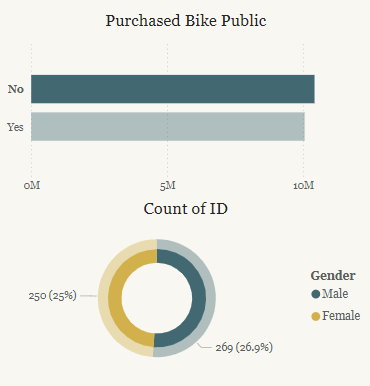 Purchased Bike Public
No
Yes
0M 5M 10M
Count of ID
Gender
Male
Female
250 (25%)
269 (26.9%)